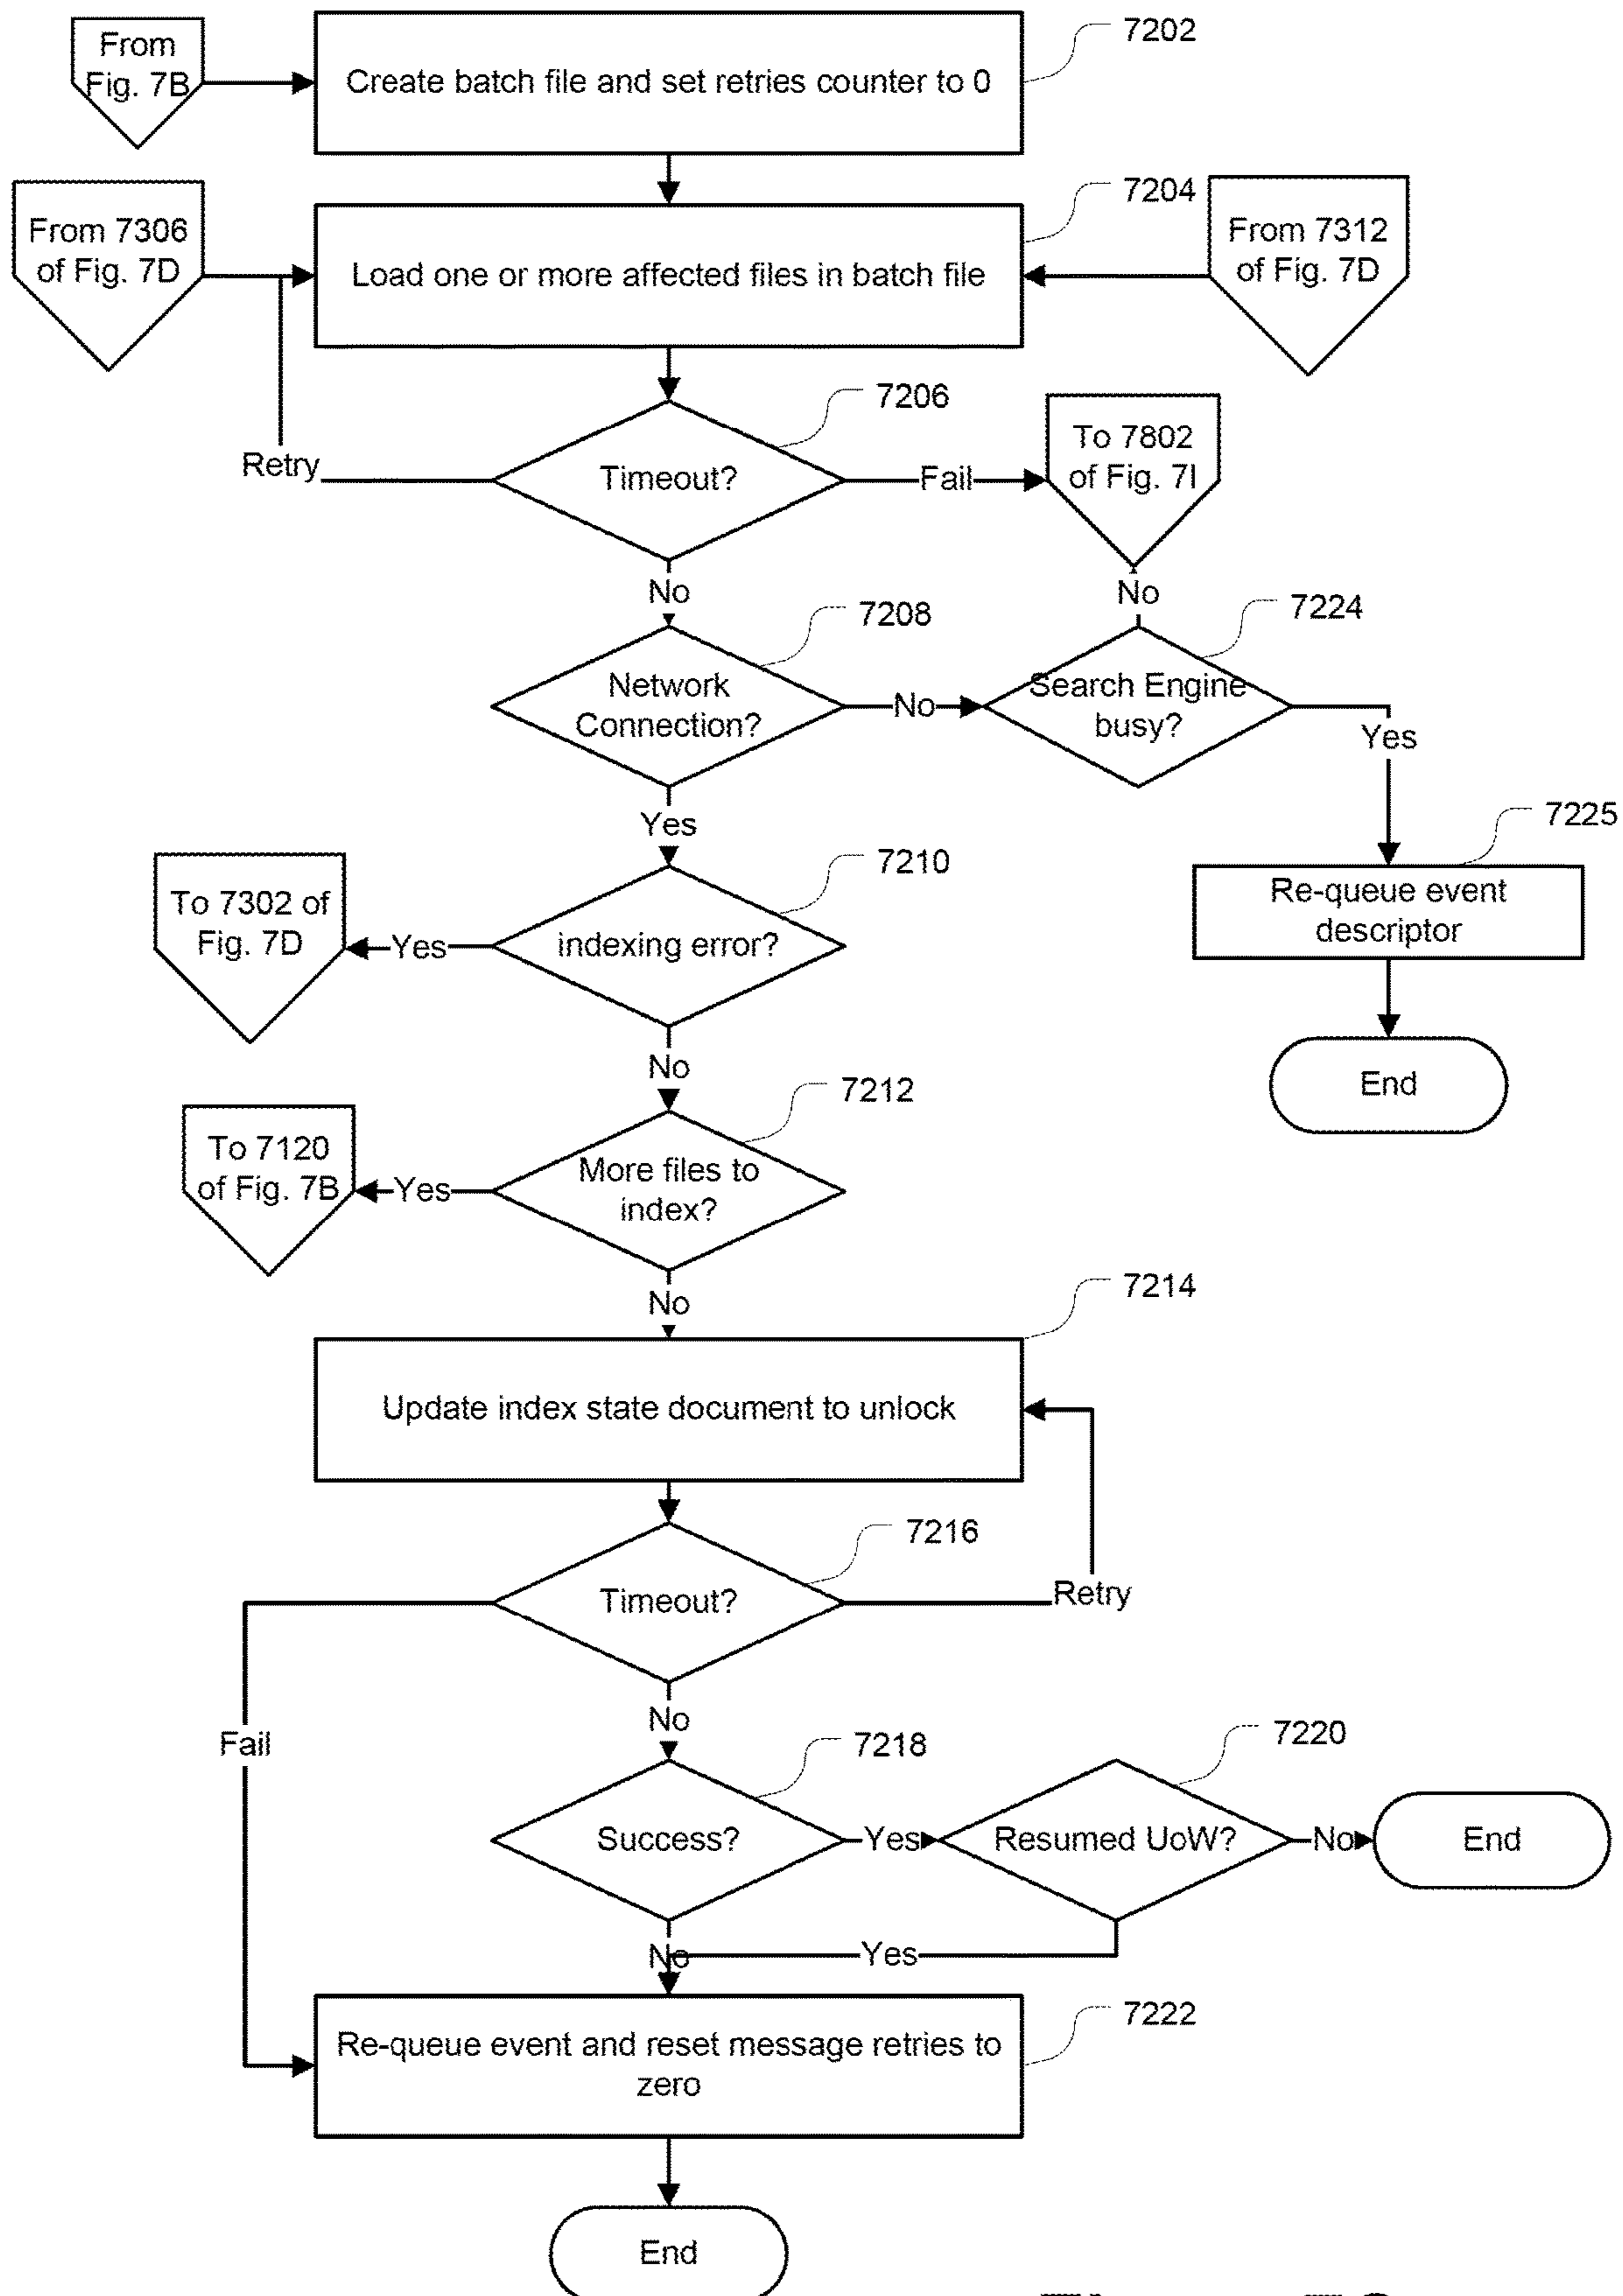 From
Fig. 7B
Create batch file and set retries counter to 0
7202
From 7306
of Fig. 7D
Load one or more affected files in batch file
7204
From 7312
of Fig. 7D
Retry
Timeout?
7206
Fail
To 7802
of Fig. 7I
No
No
7208
7224
Network
Connection?
No
Search Engine
busy?
Yes
Yes
7225
Re-queue event
descriptor
End
To 7302 of
Fig. 7D
Yes
indexing error?
7210
No
To 7120
of Fig. 7B
Yes
More files to
index?
7212
No
7214
Update index state document to unlock
7216
Timeout?
Retry
Fail
No
7218
Success?
Yes
7220
Resumed UoW?
No
End
No
Yes
7222
Re-queue event and reset message retries to
zero
End